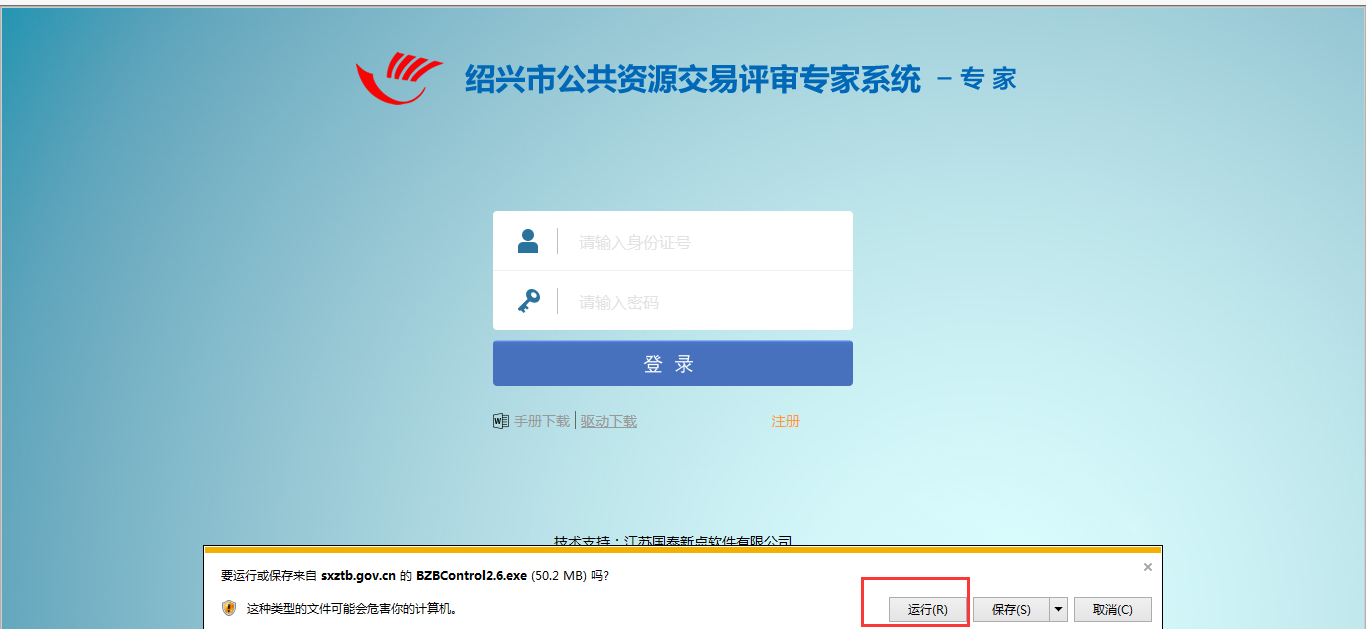 绍兴市公共资源交易评审专家系统 – 专 家
请输入身份证号
请输入密码
登 录
手册下载 驱动下载 注册
技术支持：江苏国泰新点软件有限公司
要运行或保存来自 sxztb.gov.cn 的 BZBControl2.6.exe (50.2 MB) 吗?
这种类型的文件可能会危害你的计算机。
运行(R) 保存(S) 取消(C)